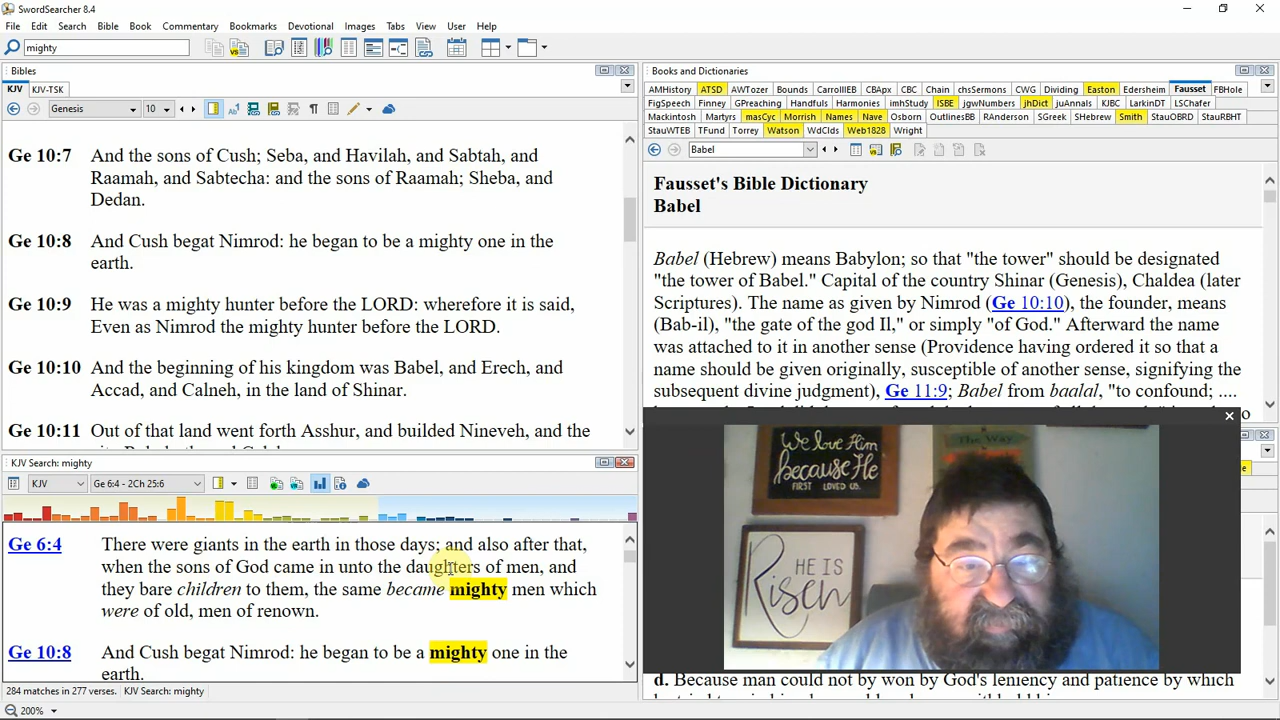 SwordSearcher 8.4
File Edit Search Bible Book Commentary Bookmarks Devotional Images Tabs View User Help
mighty
Bibles
KJV KJV-TSK
Genesis 10
Ge 10:7 And the sons of Cush; Seba, and Havilah, and Sabtah, and
Raamah, and Sabtecha: and the sons of Raamah; Sheba, and
Dedan.
Ge 10:8 And Cush begat Nimrod: he began to be a mighty one in the
earth.
Ge 10:9 He was a mighty hunter before the LORD: wherefore it is said,
Even as Nimrod the mighty hunter before the LORD.
Ge 10:10 And the beginning of his kingdom was Babel, and Erech, and
Accad, and Calneh, in the land of Shinar.
Ge 10:11 Out of that land went forth Asshur, and builded Nineveh, and the
KJV Search: mighty
KJV Ge 6:4 - 2Ch 25:6
Ge 6:4 There were giants in the earth in those days; and also after that,
when the sons of God came in unto the daughters of men, and
they bare children to them, the same became mighty men which
were of old, men of renown.
Ge 10:8 And Cush begat Nimrod: he began to be a mighty one in the
earth.
284 matches in 277 verses. KJV Search: mighty
200%
Books and Dictionaries
AMHistory ATSD AWTozer Bounds CarrollEIB CBApx CBC Chain chsSermons CWG Dividing Easton Edersheim Fausset FBHole
FigSpeech Finney GPreaching Handfuls Harmonies imhStudy ISBE jgwNumbers jhDict juAnnals KJBC LarkinDT LSChafer
Mackintosh Martyrs masCyc Morrish Names Nave Osborn OutlinesBB RAnderson SGreek SHebrew Smith StauOBRD StauRBHT
StauWTEB TFund Torrey Watson WdClds Web1828 Wright
Babel
Fausset's Bible Dictionary
Babel
Babel (Hebrew) means Babylon; so that "the tower" should be designated
"the tower of Babel." Capital of the country Shinar (Genesis), Chaldea (later
Scriptures). The name as given by Nimrod (Ge 10:10), the founder, means
(Bab-il), "the gate of the god Il," or simply "of God." Afterward the name
was attached to it in another sense (Providence having ordered it so that a
name should be given originally, susceptible of another sense, signifying the
subsequent divine judgment), Ge 11:9; Babel from baalal, "to confound; ....
We love Him
because He
FIRST LOVED US.
The Way
HE IS
Risen
d. Because man could not by won by God's leniency and patience by which